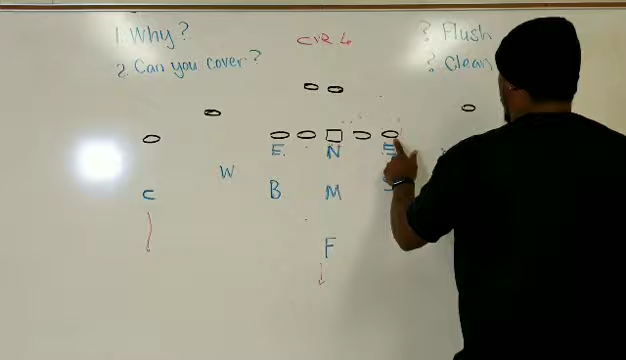 1. Why?
2. Can you cover?
CVR 4
? Flush
? Clean
E N E
W
C B M S
F